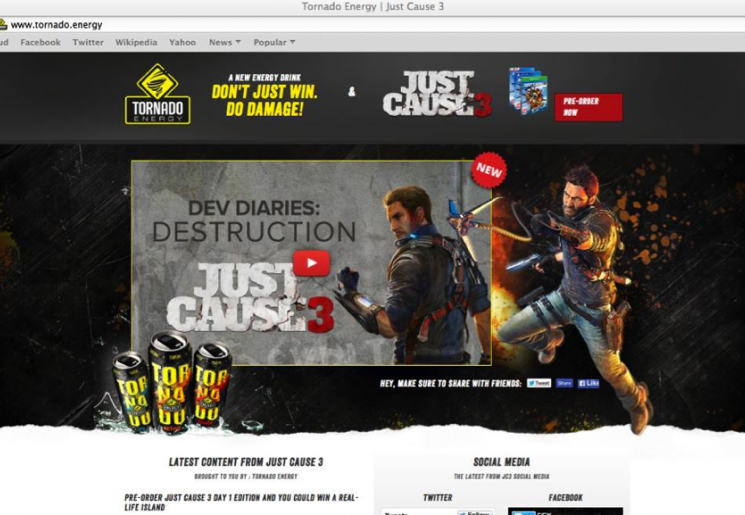 Tornado Energy | Just Cause 3
www.tornado.energy
ud Facebook Twitter Wikipedia Yahoo News Popular
TORNADO
ENERGY
A NEW ENERGY DRINK
DON'T JUST WIN.
DO DAMAGE!
&
JUST
CAUSE 3
PRE-ORDER
NOW
NEW
DEV DIARIES:
DESTRUCTION
JUST
CAUSE 3
HEY, MAKE SURE TO SHARE WITH FRIENDS: Tweet Share Like
LATEST CONTENT FROM JUST CAUSE 3
BROUGHT TO YOU BY : TORNADO ENERGY
PRE-ORDER JUST CAUSE 3 DAY 1 EDITION AND YOU COULD WIN A REAL-
LIFE ISLAND
SOCIAL MEDIA
THE LATEST FROM JC3 SOCIAL MEDIA
TWITTER FACEBOOK
Tweets Follow